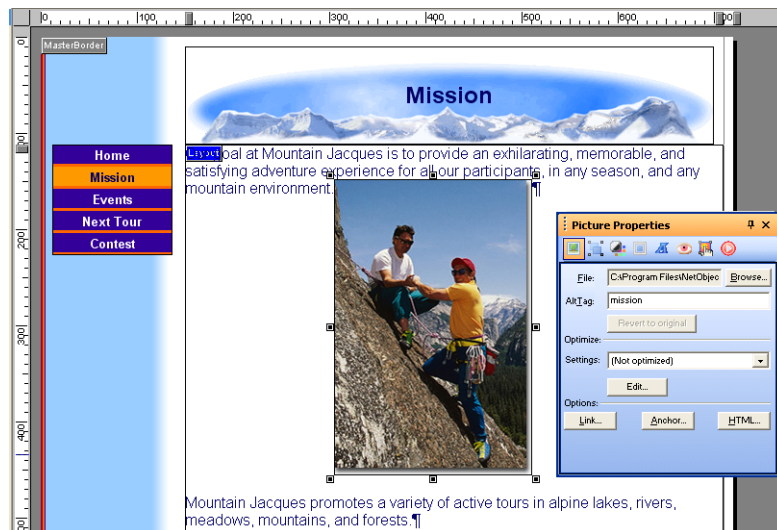 0 |100 |200 |300 |400 |500 |600
MasterBorder
Mission
Home
Mission
Events
Next Tour
Contest
Layout
oal at Mountain Jacques is to provide an exhilarating, memorable, and
satisfying adventure experience for all our participants, in any season, and any
mountain environment. ¶
Picture Properties
File: C:\Program Files\NetObjec Browse...
AltTag: mission
Revert to original
Optimize:
Settings: (Not optimized)
Edit...
Options:
Link... Anchor... HTML...
Mountain Jacques promotes a variety of active tours in alpine lakes, rivers,
meadows, mountains, and forests.¶